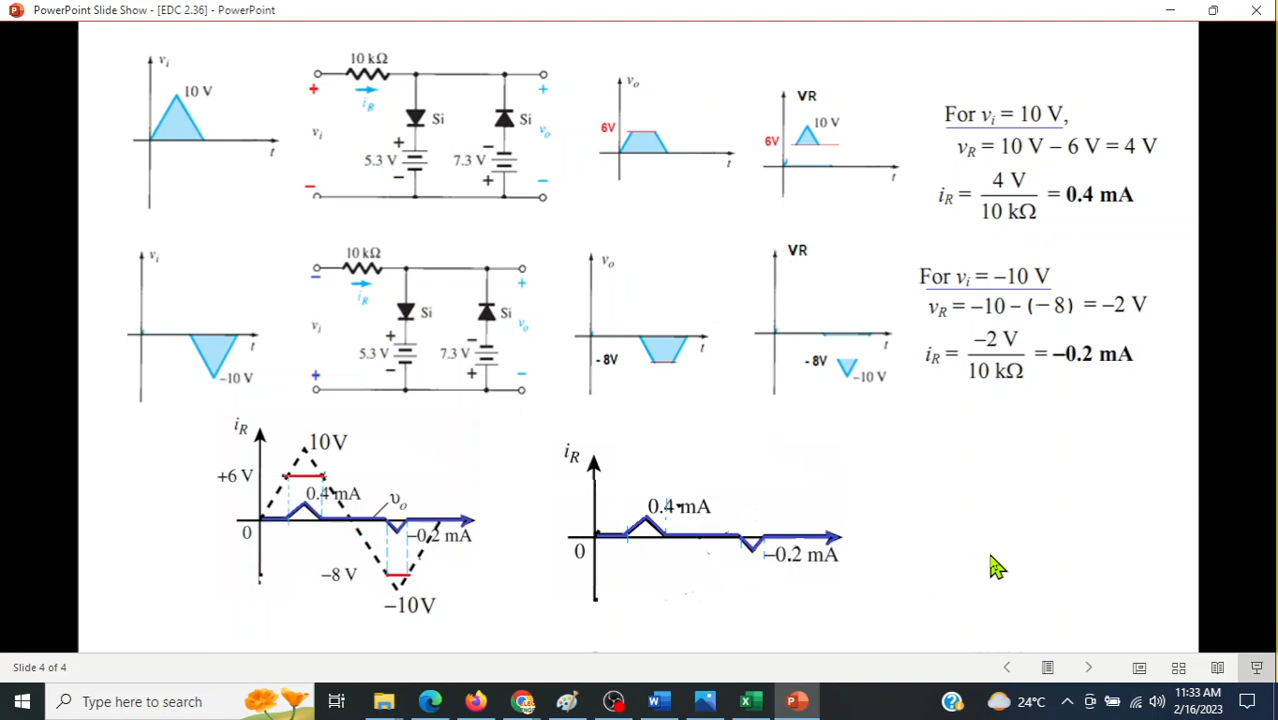 PowerPoint Slide Show - [EDC 2.36] - PowerPoint
vᵢ
10 V
t
10 kΩ
+
iR
+
Si
Si
vᵢ
vₒ
+
−
5.3 V
7.3 V
−
+
−
−
vₒ
6V
t
VR
10 V
6V
t
For vᵢ = 10 V,
vR = 10 V – 6 V = 4 V
iR = 4 V / 10 kΩ = 0.4 mA
vᵢ
t
−10 V
10 kΩ
−
iR
+
Si
Si
vᵢ
vₒ
+
−
5.3 V
7.3 V
−
+
+
−
vₒ
t
- 8V
VR
t
- 8V
−10 V
For vᵢ = –10 V
vR = –10 – (– 8) = –2 V
iR = –2 V / 10 kΩ = –0.2 mA
iR
10V
+6 V
0.4 mA
υₒ
0
−0.2 mA
−8 V
−10V
iR
0.4 mA
0
−0.2 mA
Slide 4 of 4
Type here to search
24°C
11:33 AM
2/16/2023